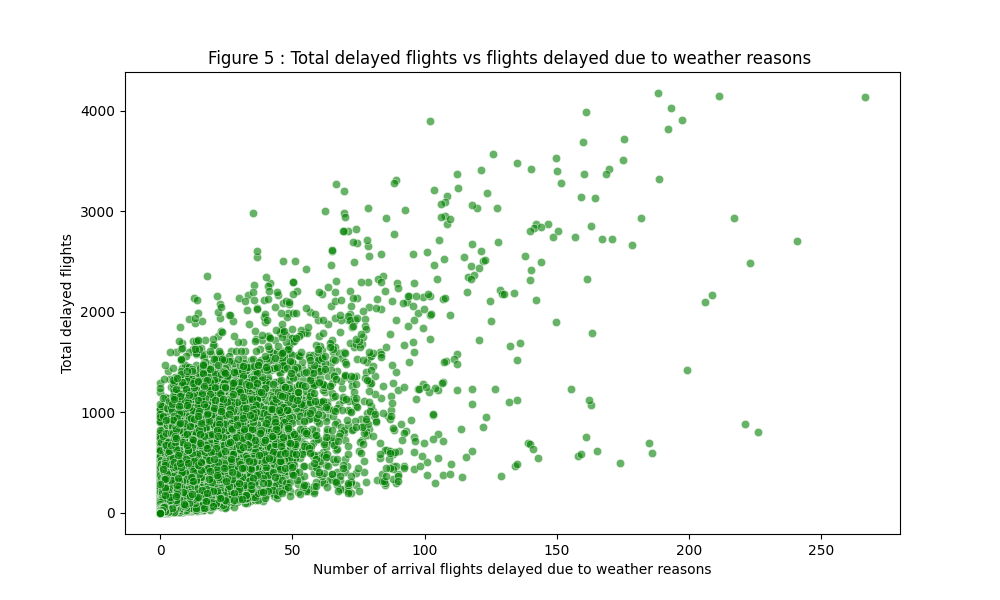 Figure 5 : Total delayed flights vs flights delayed due to weather reasons
4000
3000
2000
1000
0
Total delayed flights
0 50 100 150 200 250
Number of arrival flights delayed due to weather reasons